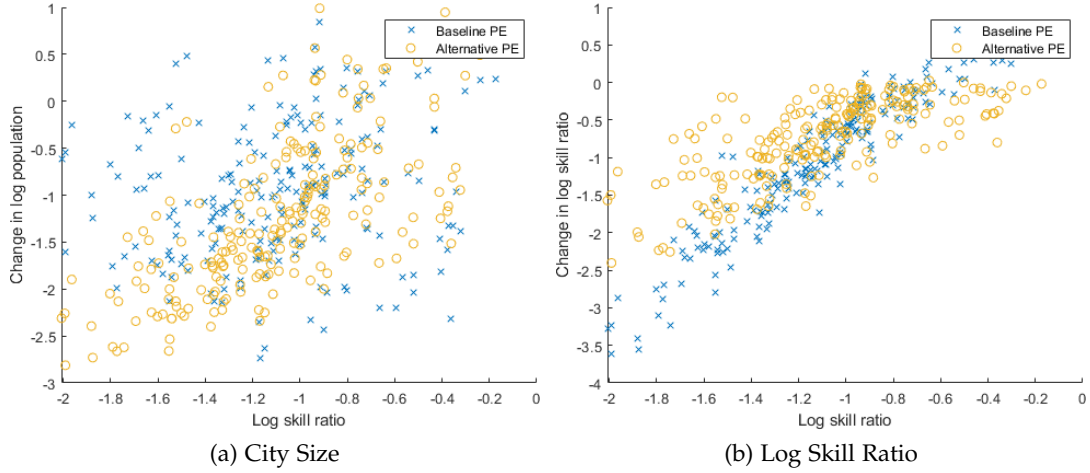 Change in log population
1
0.5
0
-0.5
-1
-1.5
-2
-2.5
-3
-2 -1.8 -1.6 -1.4 -1.2 -1 -0.8 -0.6 -0.4 -0.2 0
Log skill ratio
Baseline PE
Alternative PE
(a) City Size
Change in log skill ratio
1
0.5
0
-0.5
-1
-1.5
-2
-2.5
-3
-3.5
-4
-2 -1.8 -1.6 -1.4 -1.2 -1 -0.8 -0.6 -0.4 -0.2 0
Log skill ratio
Baseline PE
Alternative PE
(b) Log Skill Ratio